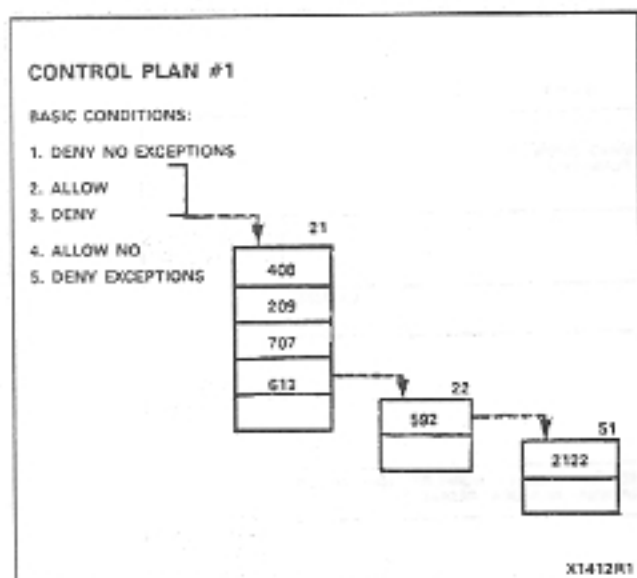 CONTROL PLAN #1
BASIC CONDITIONS:
1. DENY NO EXCEPTIONS
2. ALLOW
3. DENY
4. ALLOW NO
5. DENY EXCEPTIONS
21
408
209
707
613
22
592
51
2122
X1412R1